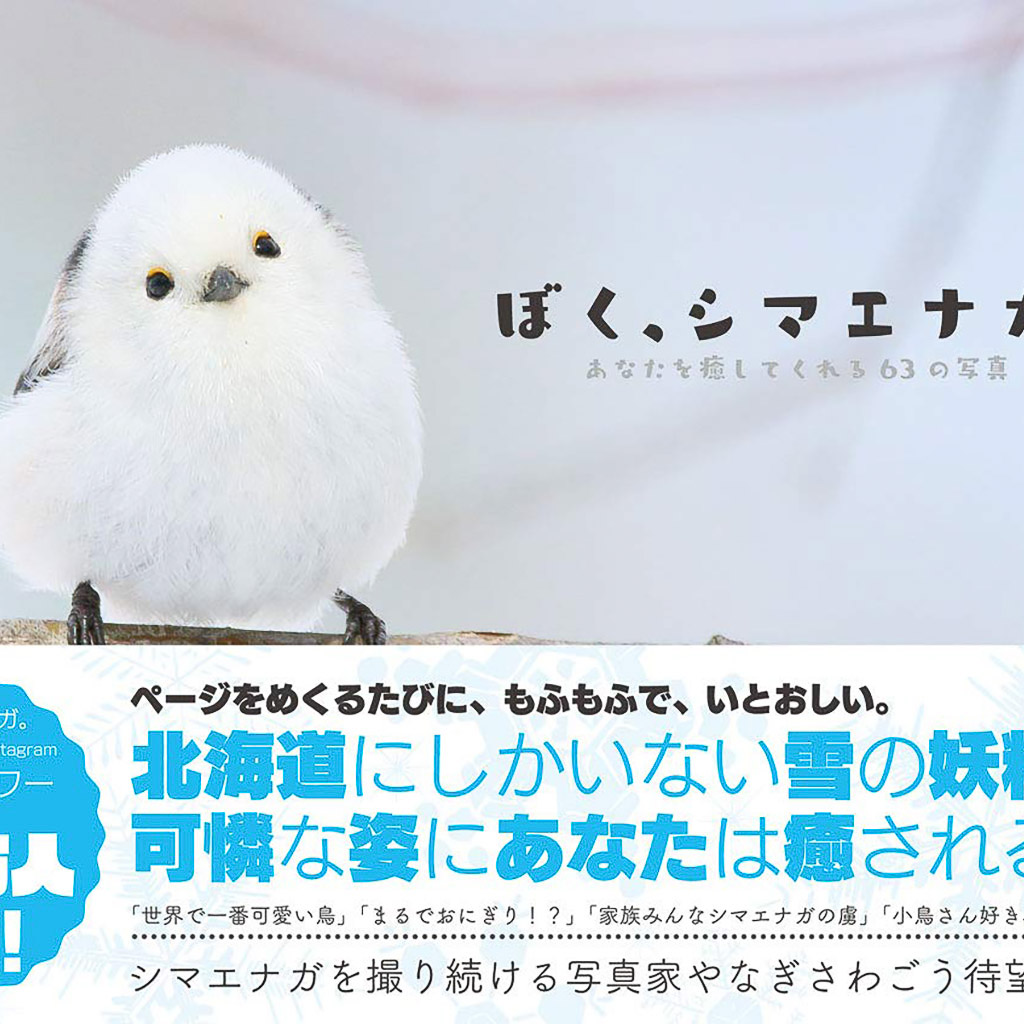 ぼく、シマエナガ
あなたを癒してくれる63の写真
ガ。
tagram
フー
人
!
ページをめくるたびに、もふもふで、いとおしい。
北海道にしかいない雪の妖精
可憐な姿にあなたは癒される
「世界で一番可愛い鳥」「まるでおにぎり！？」「家族みんなシマエナガの虜」「小鳥さん好き
シマエナガを撮り続ける写真家やなぎさわごう待望